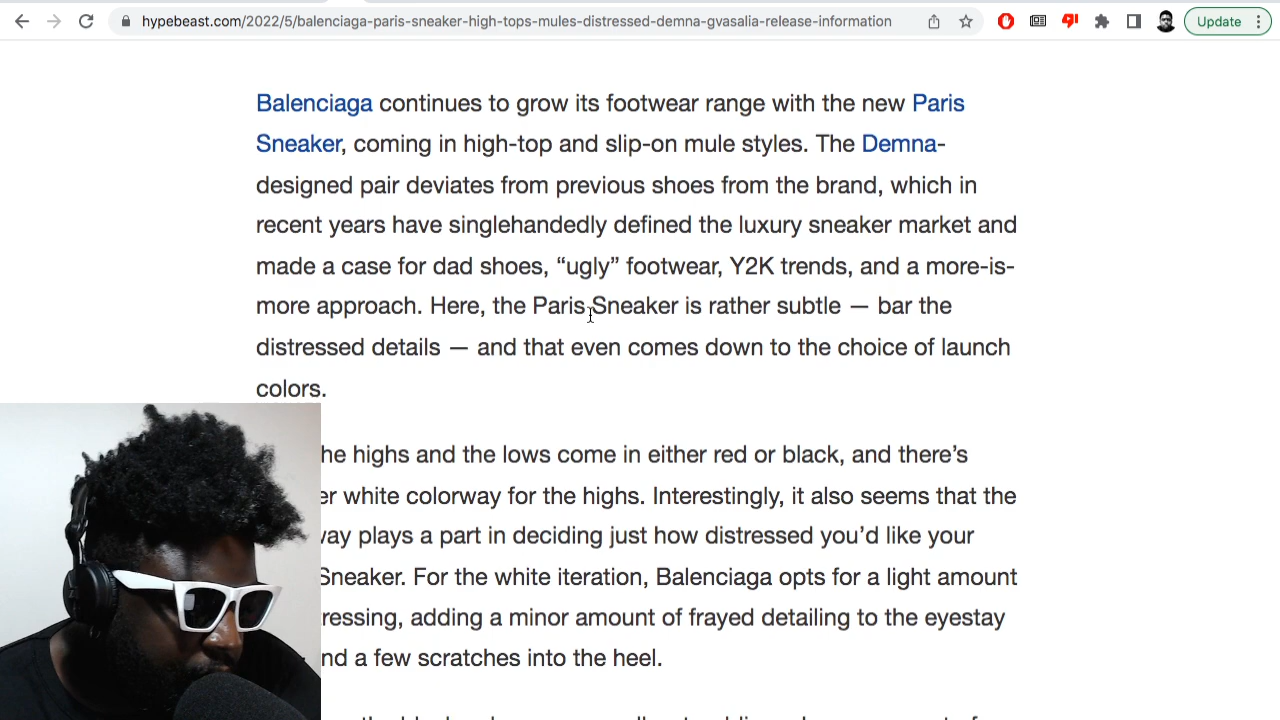 hypebeast.com/2022/5/balenciaga-paris-sneaker-high-tops-mules-distressed-demna-gvasalia-release-information
Update
Balenciaga continues to grow its footwear range with the new Paris
Sneaker, coming in high-top and slip-on mule styles. The Demna-
designed pair deviates from previous shoes from the brand, which in
recent years have singlehandedly defined the luxury sneaker market and
made a case for dad shoes, “ugly” footwear, Y2K trends, and a more-is-
more approach. Here, the Paris Sneaker is rather subtle — bar the
distressed details — and that even comes down to the choice of launch
colors.
he highs and the lows come in either red or black, and there’s
er white colorway for the highs. Interestingly, it also seems that the
way plays a part in deciding just how distressed you’d like your
Sneaker. For the white iteration, Balenciaga opts for a light amount
ressing, adding a minor amount of frayed detailing to the eyestay
nd a few scratches into the heel.